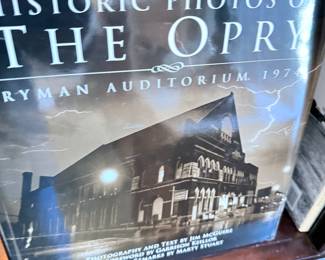 HISTORIC PHOTOS OF
THE OPRY
RYMAN AUDITORIUM 1974
PHOTOGRAPHY AND TEXT BY JIM MCGUIRE
FOREWORD BY GARRISON KEILLOR
REMARKS BY MARTY STUART